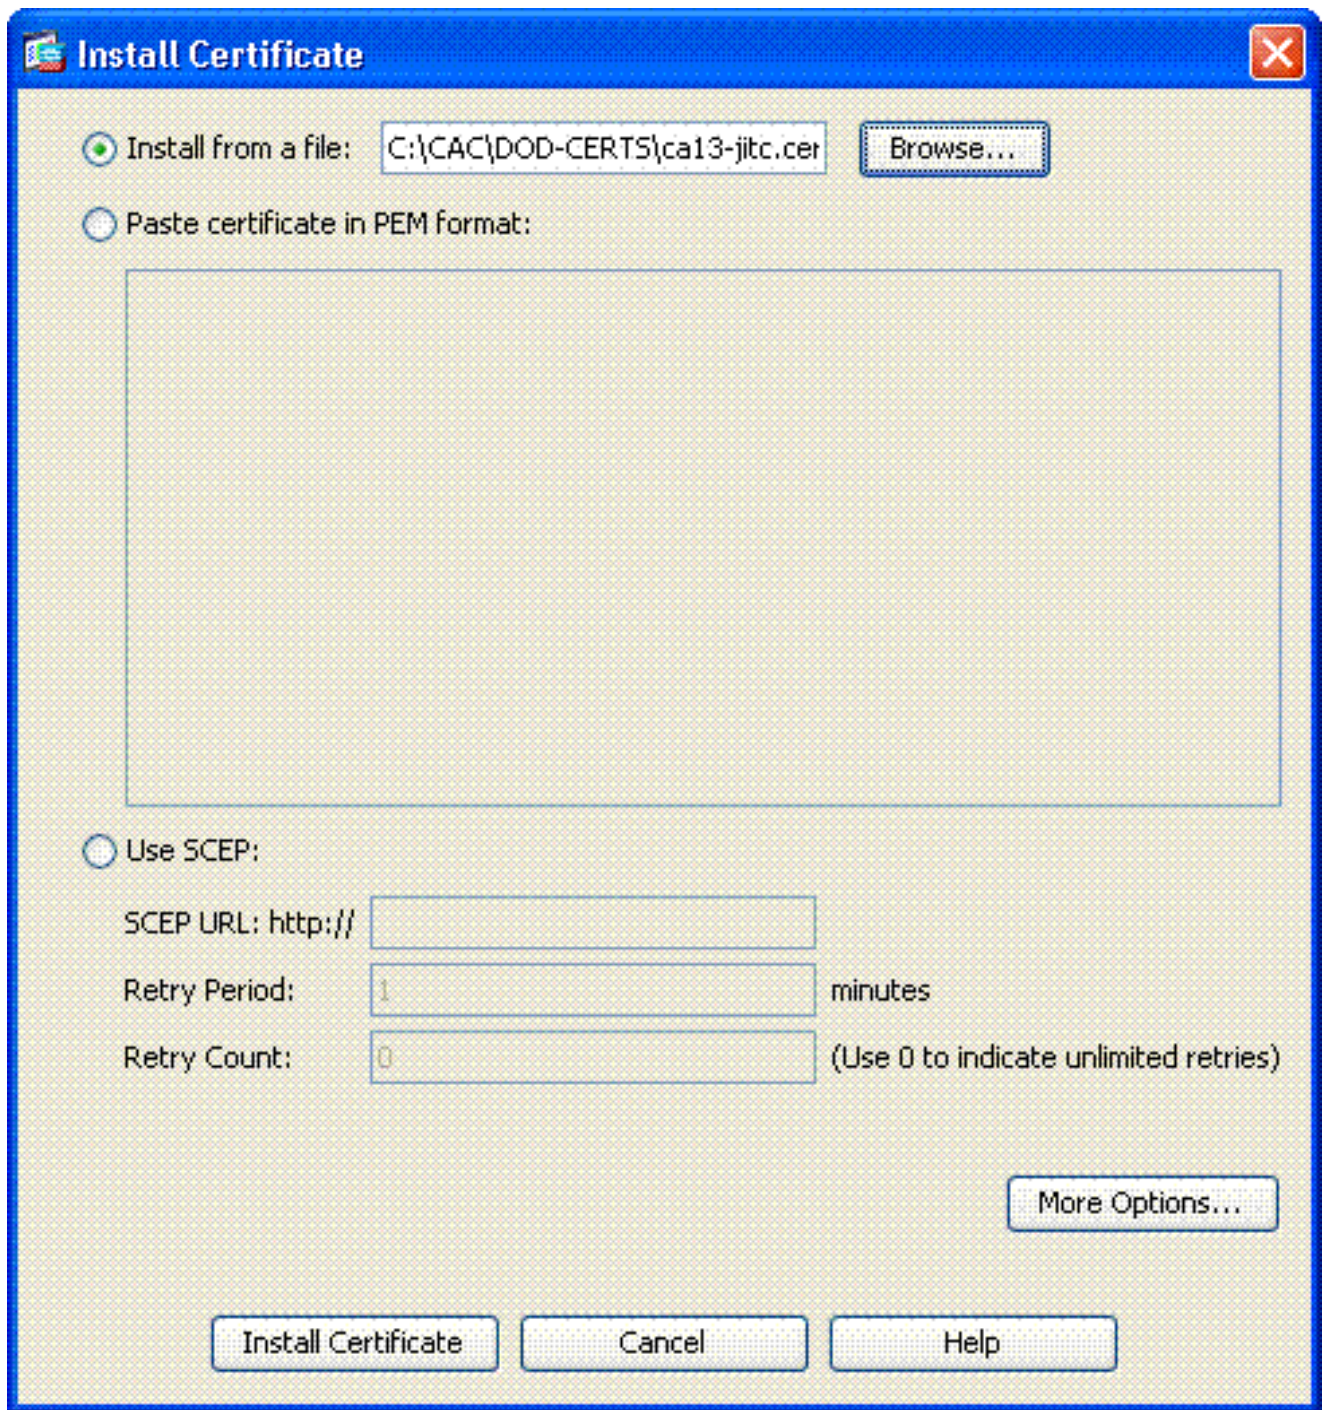 Install Certificate
Install from a file: C:\CAC\DOD-CERTS\ca13-jitc.cer Browse...
Paste certificate in PEM format:
Use SCEP:
SCEP URL: http://
Retry Period: 1 minutes
Retry Count: 0 (Use 0 to indicate unlimited retries)
More Options...
Install Certificate Cancel Help